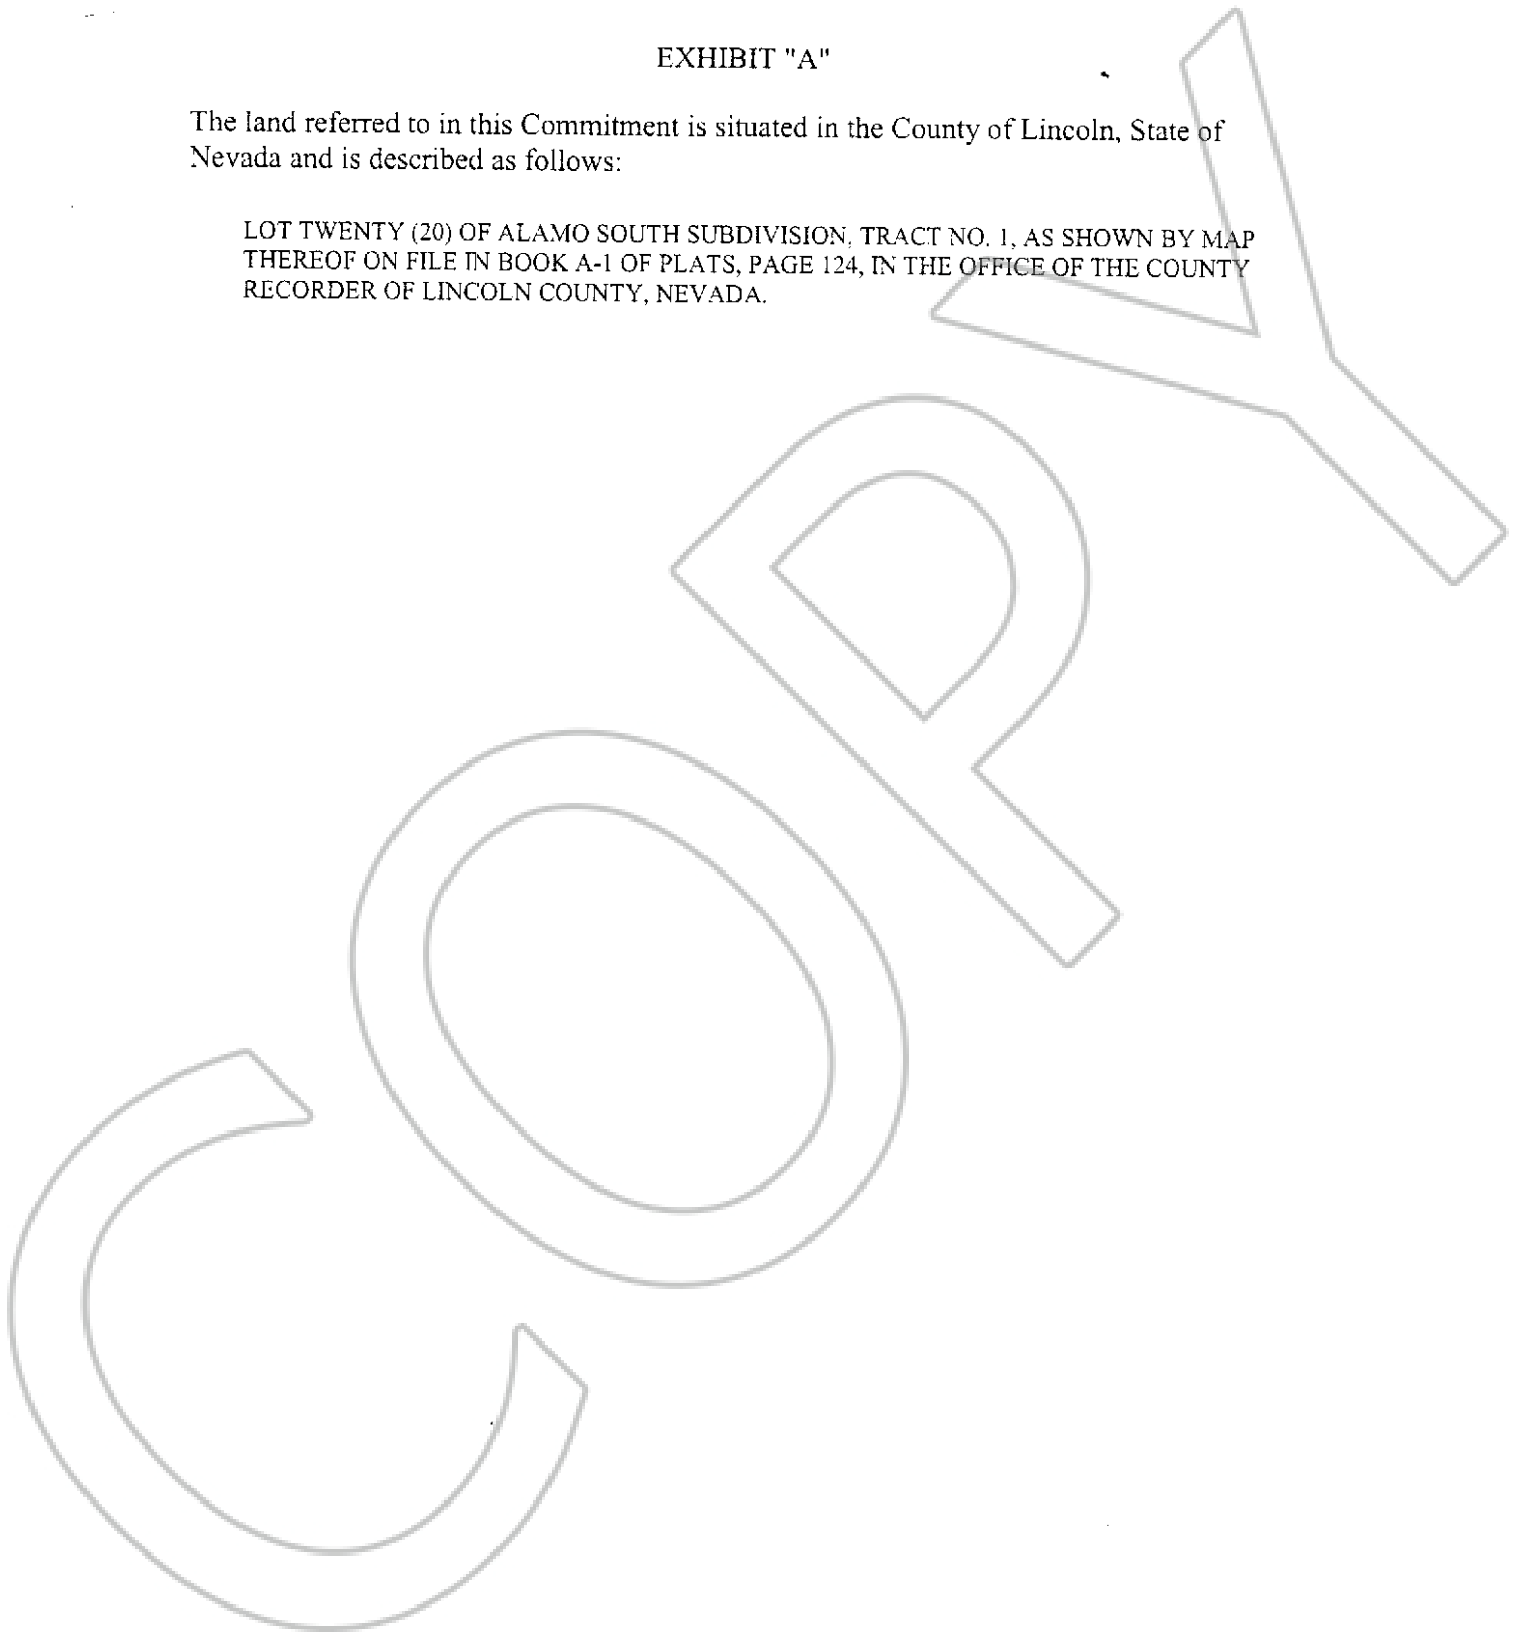 EXHIBIT "A"
The land referred to in this Commitment is situated in the County of Lincoln, State of
Nevada and is described as follows:
LOT TWENTY (20) OF ALAMO SOUTH SUBDIVISION, TRACT NO. 1, AS SHOWN BY MAP
THEREOF ON FILE IN BOOK A-1 OF PLATS, PAGE 124, IN THE OFFICE OF THE COUNTY
RECORDER OF LINCOLN COUNTY, NEVADA.
COPY